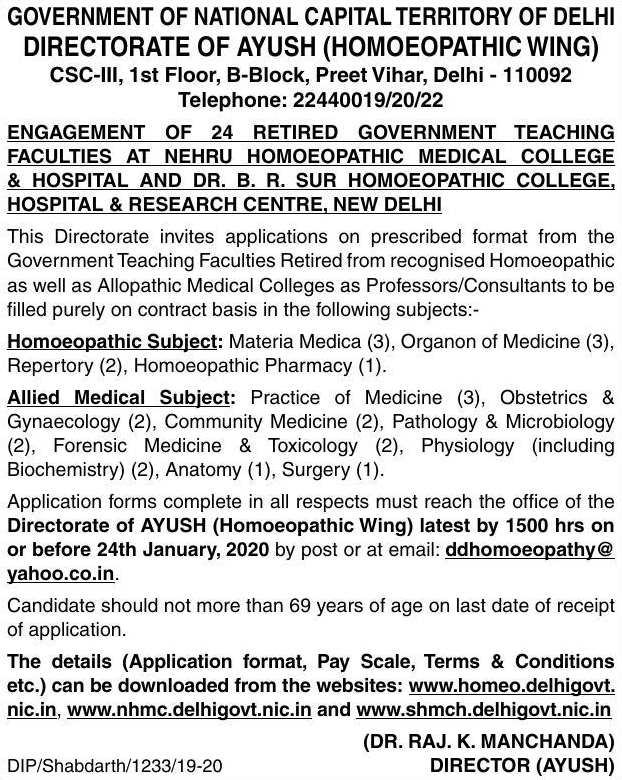 GOVERNMENT OF NATIONAL CAPITAL TERRITORY OF DELHI
DIRECTORATE OF AYUSH (HOMOEOPATHIC WING)
CSC-III, 1st Floor, B-Block, Preet Vihar, Delhi - 110092
Telephone: 22440019/20/22
ENGAGEMENT OF 24 RETIRED GOVERNMENT TEACHING
FACULTIES AT NEHRU HOMOEOPATHIC MEDICAL COLLEGE
& HOSPITAL AND DR. B. R. SUR HOMOEOPATHIC COLLEGE,
HOSPITAL & RESEARCH CENTRE, NEW DELHI
This Directorate invites applications on prescribed format from the
Government Teaching Faculties Retired from recognised Homoeopathic
as well as Allopathic Medical Colleges as Professors/Consultants to be
filled purely on contract basis in the following subjects:-
Homoeopathic Subject: Materia Medica (3), Organon of Medicine (3),
Repertory (2), Homoeopathic Pharmacy (1).
Allied Medical Subject: Practice of Medicine (3), Obstetrics &
Gynaecology (2), Community Medicine (2), Pathology & Microbiology
(2), Forensic Medicine & Toxicology (2), Physiology (including
Biochemistry) (2), Anatomy (1), Surgery (1).
Application forms complete in all respects must reach the office of the
Directorate of AYUSH (Homoeopathic Wing) latest by 1500 hrs on
or before 24th January, 2020 by post or at email: ddhomoeopathy@
yahoo.co.in.
Candidate should not more than 69 years of age on last date of receipt
of application.
The details (Application format, Pay Scale, Terms & Conditions
etc.) can be downloaded from the websites: www.homeo.delhigovt.
nic.in, www.nhmc.delhigovt.nic.in and www.shmch.delhigovt.nic.in
(DR. RAJ. K. MANCHANDA)
DIP/Shabdarth/1233/19-20 DIRECTOR (AYUSH)